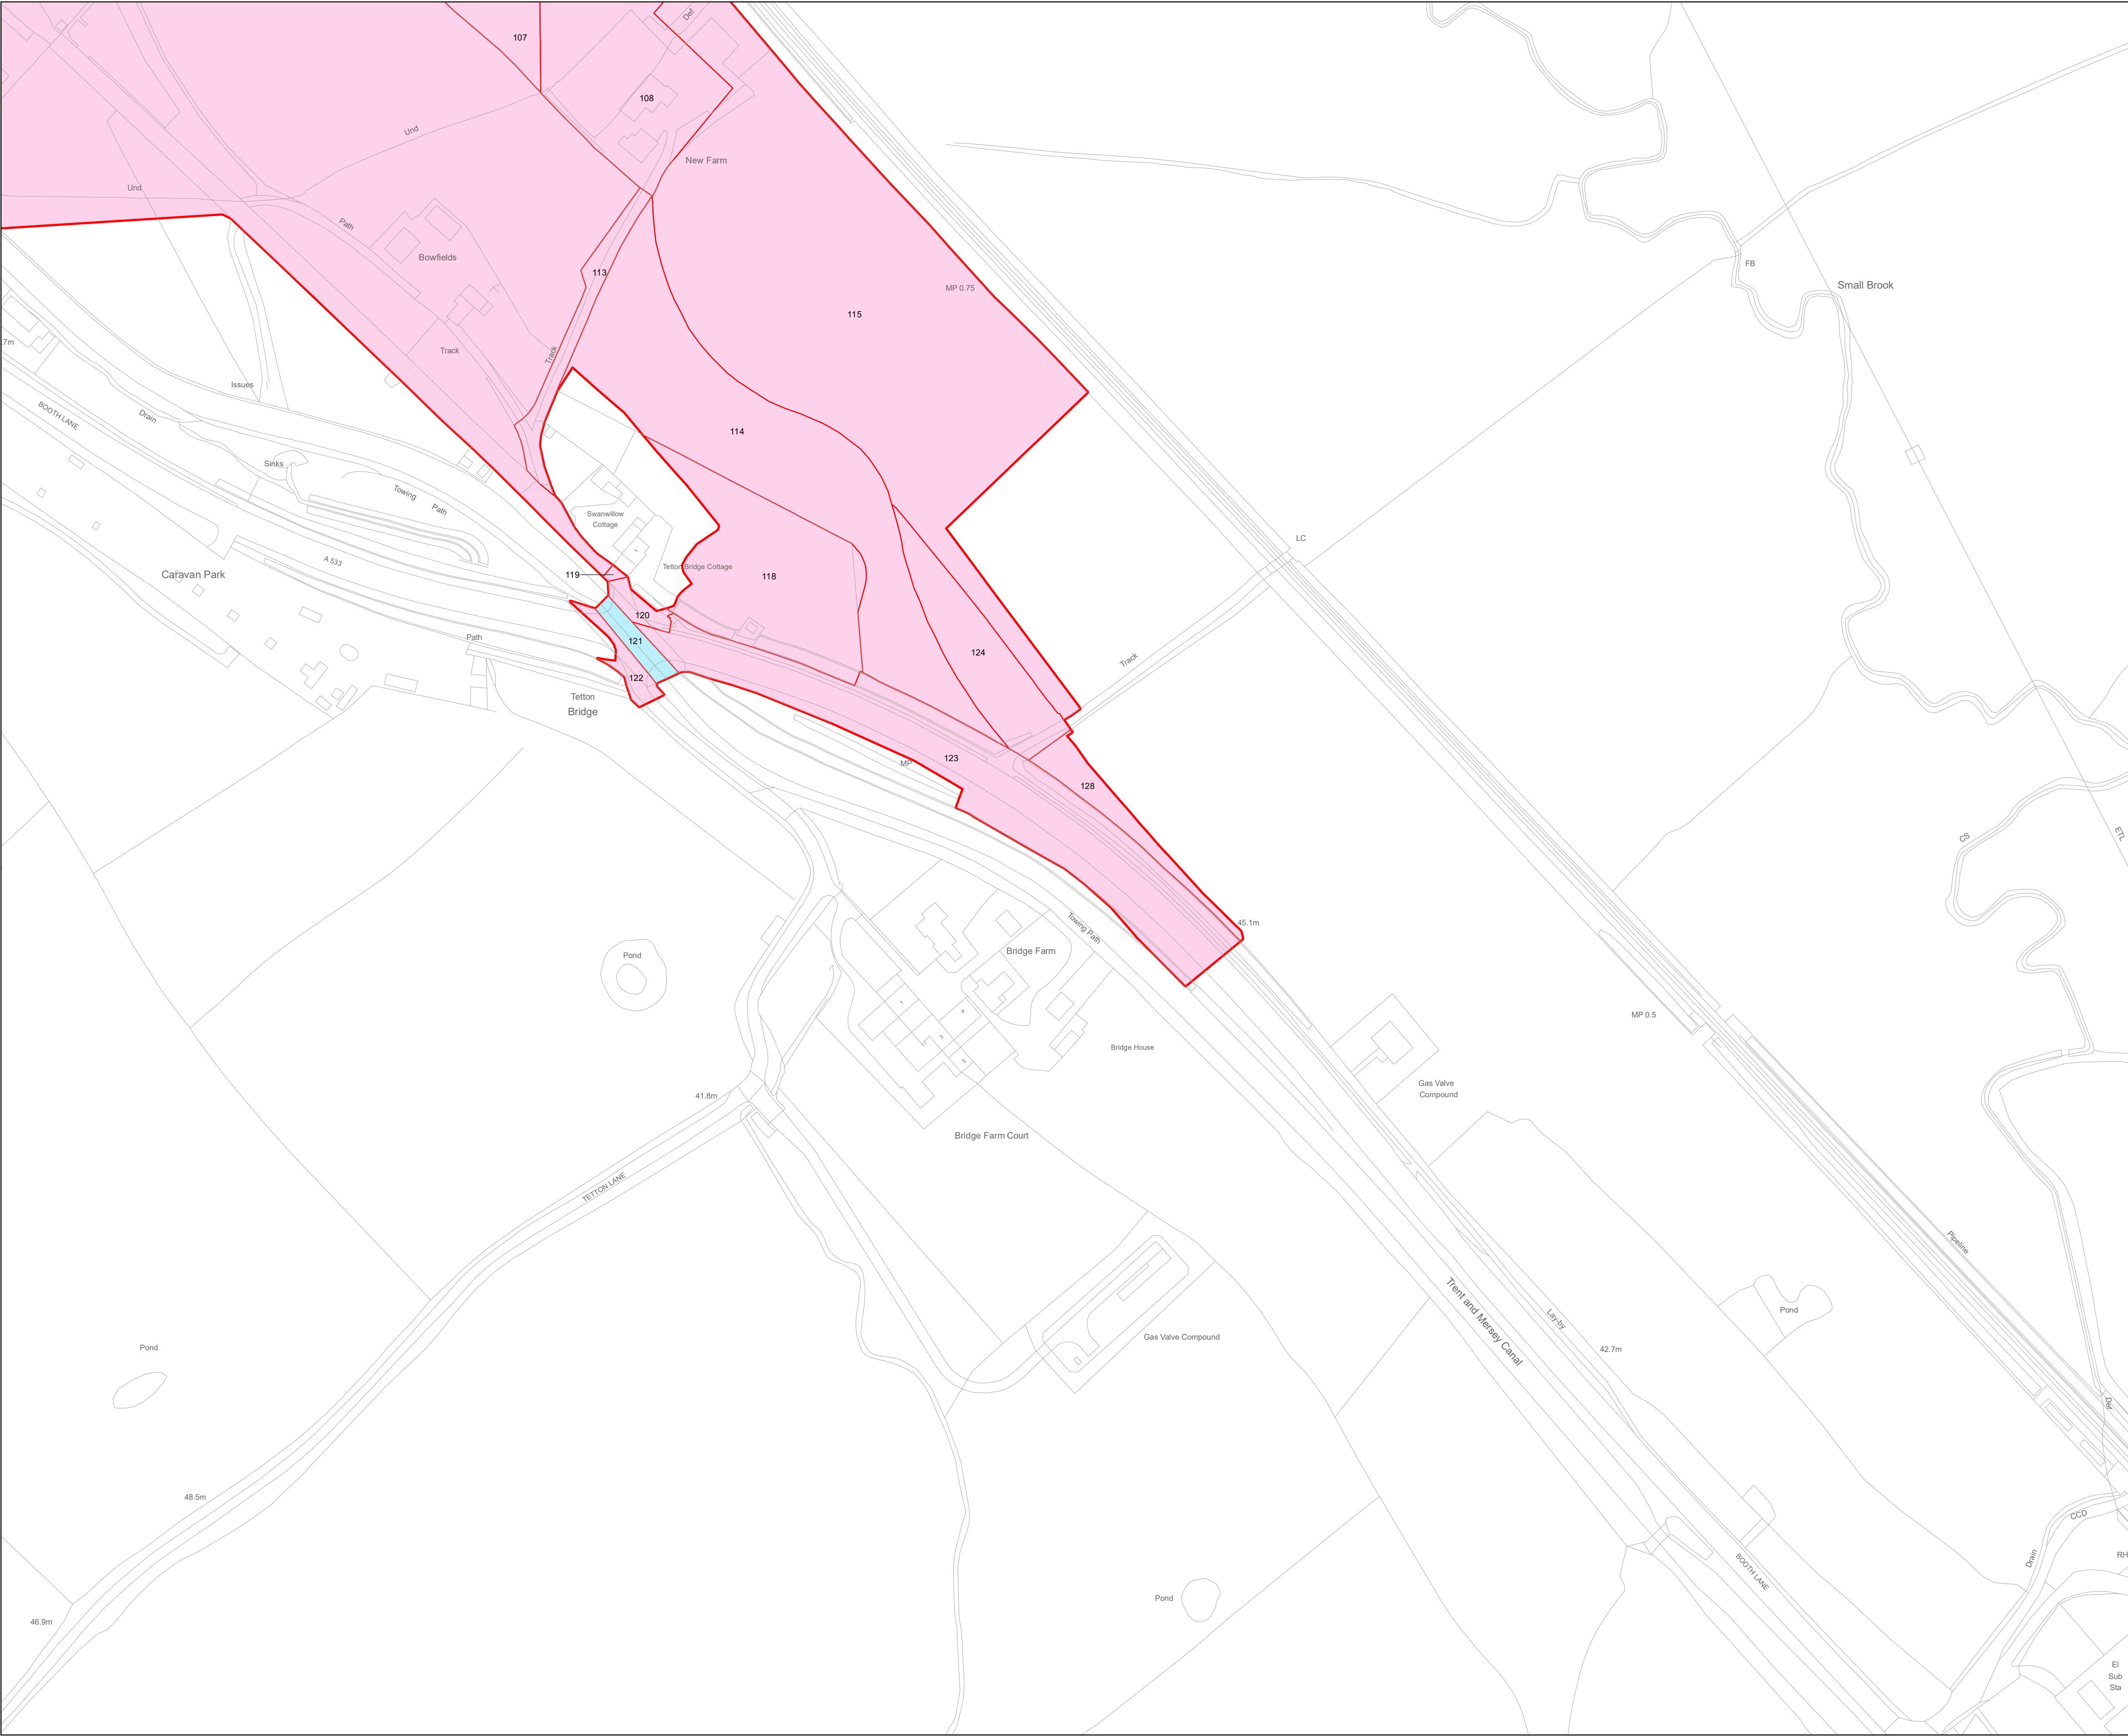 Def
107
108
Und
New Farm
Und
Path
Bowfields
FB
113
Small Brook
MP 0.75
115
.7m
Track
Track
Issues
BOOTH LANE
Drain
114
Sinks
Towing
Path
Swanwillow
Cottage
LC
1
A 533
Caravan Park
119
Tetton Bridge Cottage
118
120
Path
121
124
Track
122
Tetton
Bridge
123
MP
128
CS
ETL
Towing Path
45.1m
Bridge Farm
Pond
1
4
MP 0.5
3
Bridge House
Gas Valve
Compound
41.8m
Bridge Farm Court
TETTON LANE
Pipeline
Trent and Mersey Canal
Lay-by
Pond
Gas Valve Compound
Pond
42.7m
Def
48.5m
CCD
Drain
RH
BOOTH LANE
Pond
46.9m
El
Sub
Sta